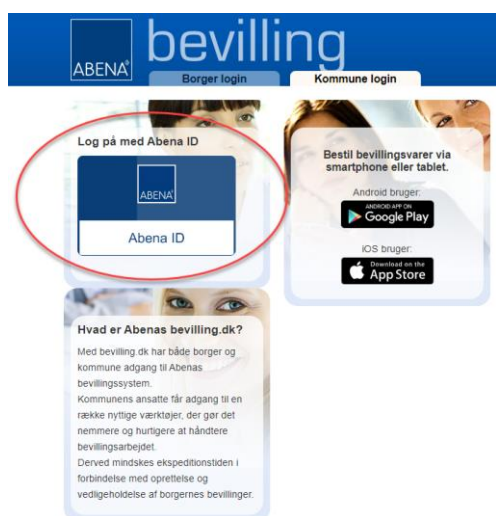 ABENA®
bevilling
Borger login
Kommune login
Log på med Abena ID
ABENA
Abena ID
Bestil bevillingsvarer via
smartphone eller tablet.
Android bruger:
ANDROID APP ON
Google Play
iOS bruger:
Download on the
App Store
Hvad er Abenas bevilling.dk?
Med bevilling.dk har både borger og
kommune adgang til Abenas
bevillingssystem.
Kommunens ansatte får adgang til en
række nyttige værktøjer, der gør det
nemmere og hurtigere at håndtere
bevillingsarbejdet.
Derved mindskes ekspeditionstiden i
forbindelse med oprettelse og
vedligeholdelse af borgernes bevillinger.